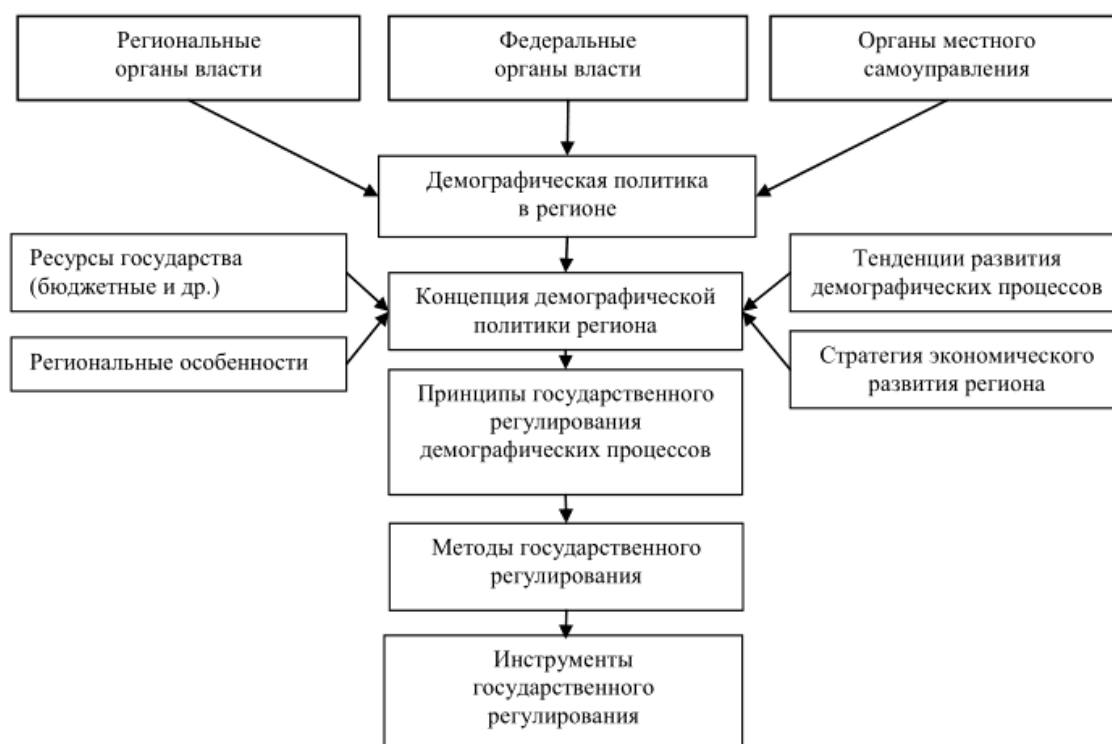 Региональные
органы власти
Федеральные
органы власти
Органы местного
самоуправления
Демографическая политика
в регионе
Ресурсы государства
(бюджетные и др.)
Концепция демографической
политики региона
Тенденции развития
демографических процессов
Региональные особенности
Стратегия экономического
развития региона
Принципы государственного
регулирования
демографических процессов
Методы государственного
регулирования
Инструменты
государственного
регулирования